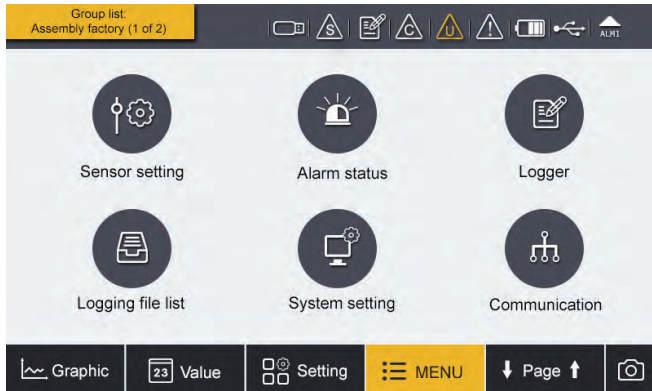 Group list:
Assembly factory (1 of 2)
S
C
U
!
ALM1
Sensor setting
Alarm status
Logger
Logging file list
System setting
Communication
Graphic
23 Value
Setting
MENU
Page